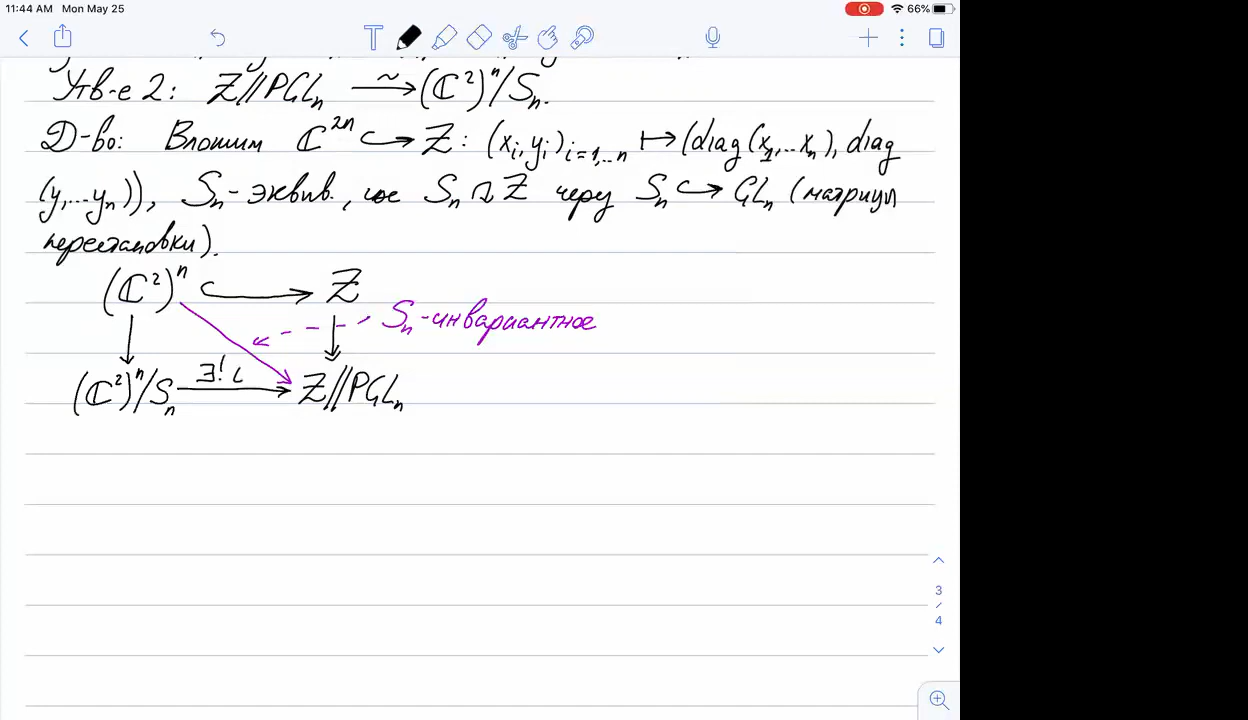 11:44 AM Mon May 25
66%
Утв-е 2: Z//PGLₙ ⥲ (ℂ²)ⁿ/Sₙ.
Д-во: Вложим ℂ²ⁿ ↪ Z: (xᵢ, yᵢ)ᵢ₌₁,…ₙ ↦ (diag(x₁,…xₙ), diag
(y,…yₙ)), Sₙ-эквив., где Sₙ ↷ Z через Sₙ ↪ GLₙ (матрицы
перестановки).
(ℂ²)ⁿ ↪ Z
Sₙ-инвариантное
(ℂ²)ⁿ/Sₙ ∃! ι → Z//PGLₙ
3
/
4